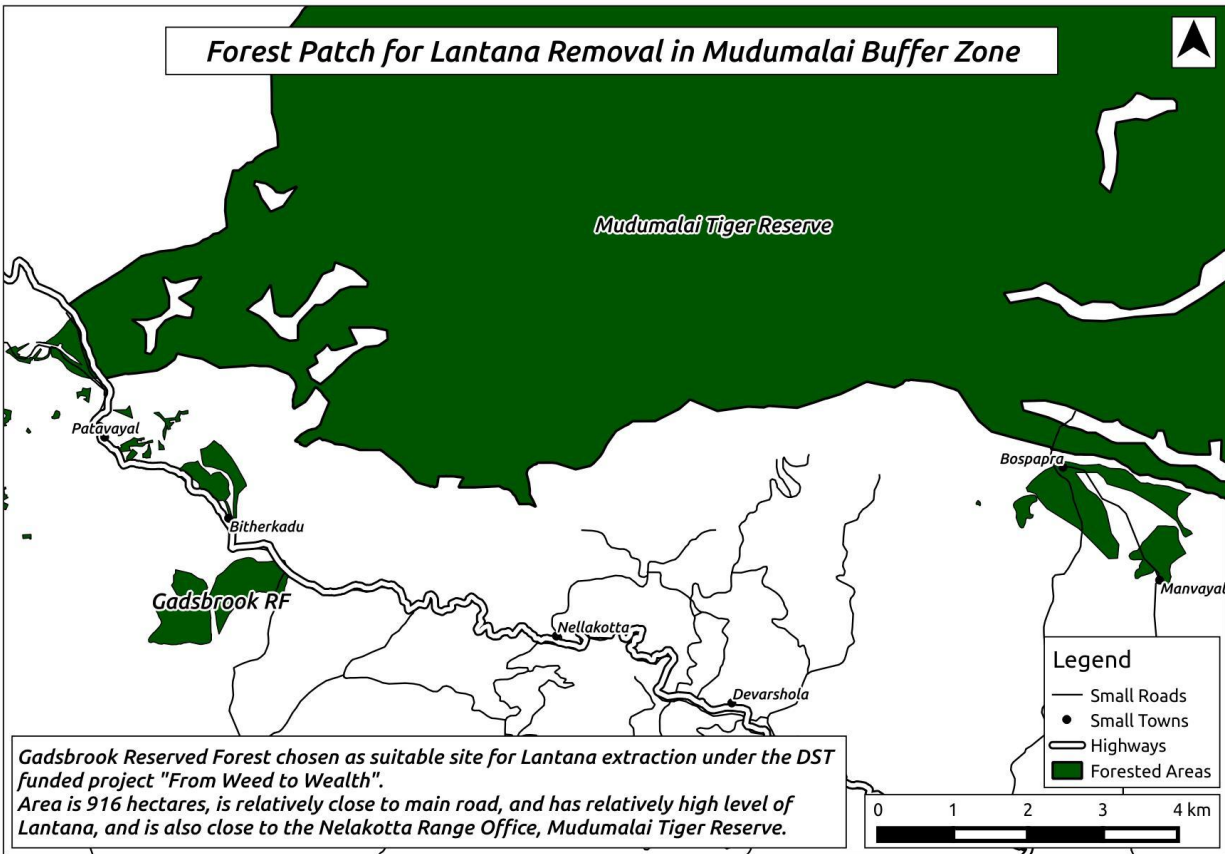 Forest Patch for Lantana Removal in Mudumalai Buffer Zone
Mudumalai Tiger Reserve
Patavayal
Bospapra
Bitherkadu
Manvayal
Gadsbrook RF
Nellakotta
Devarshola
Legend
Small Roads
Small Towns
Highways
Forested Areas
Gadsbrook Reserved Forest chosen as suitable site for Lantana extraction under the DST
funded project "From Weed to Wealth".
Area is 916 hectares, is relatively close to main road, and has relatively high level of
Lantana, and is also close to the Nelakotta Range Office, Mudumalai Tiger Reserve.
0 1 2 3 4 km